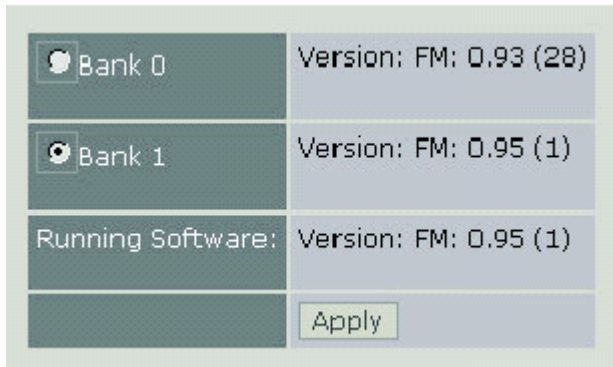 Bank 0 Version: FM: 0.93 (28)
Bank 1 Version: FM: 0.95 (1)
Running Software: Version: FM: 0.95 (1)
Apply